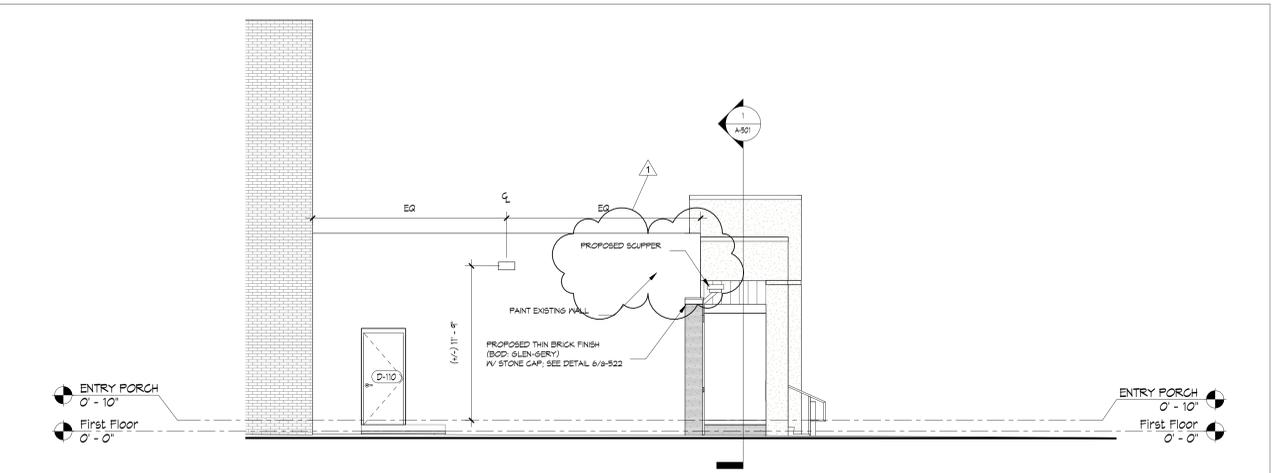 1
A-501
1
EQ
CL
EQ
PROPOSED SCUPPER
PAINT EXISTING WALL
(+/-) 11' - 9"
PROPOSED THIN BRICK FINISH
(BOD: GLEN-GERY)
W/ STONE CAP; SEE DETAIL 6/a-522
D-110
ENTRY PORCH
0' - 10"
First Floor
0' - 0"
ENTRY PORCH
0' - 10"
First Floor
0' - 0"